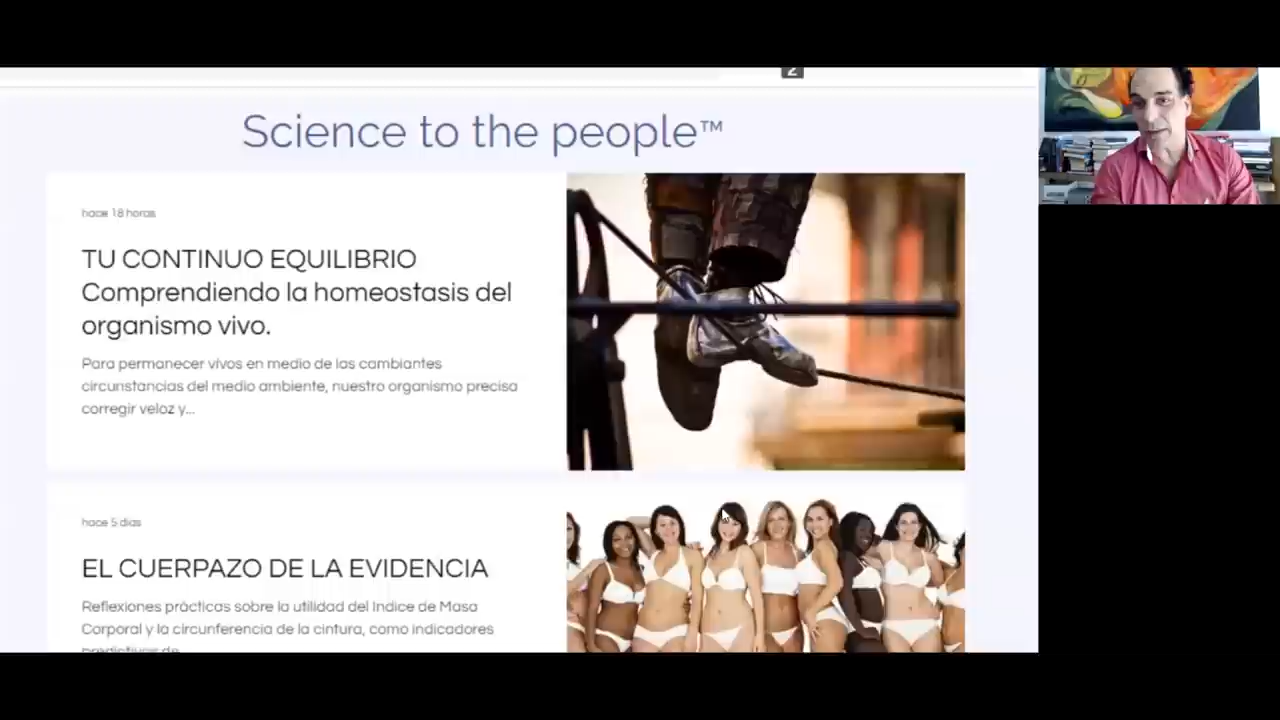 2
Science to the people™
hace 18 horas
TU CONTINUO EQUILIBRIO
Comprendiendo la homeostasis del
organismo vivo.
Para permanecer vivos en medio de las cambiantes
circunstancias del medio ambiente, nuestro organismo precisa
corregir veloz y...
hace 5 días
EL CUERPAZO DE LA EVIDENCIA
Reflexiones prácticas sobre la utilidad del Indice de Masa
Corporal y la circunferencia de la cintura, como indicadores
predictivos de